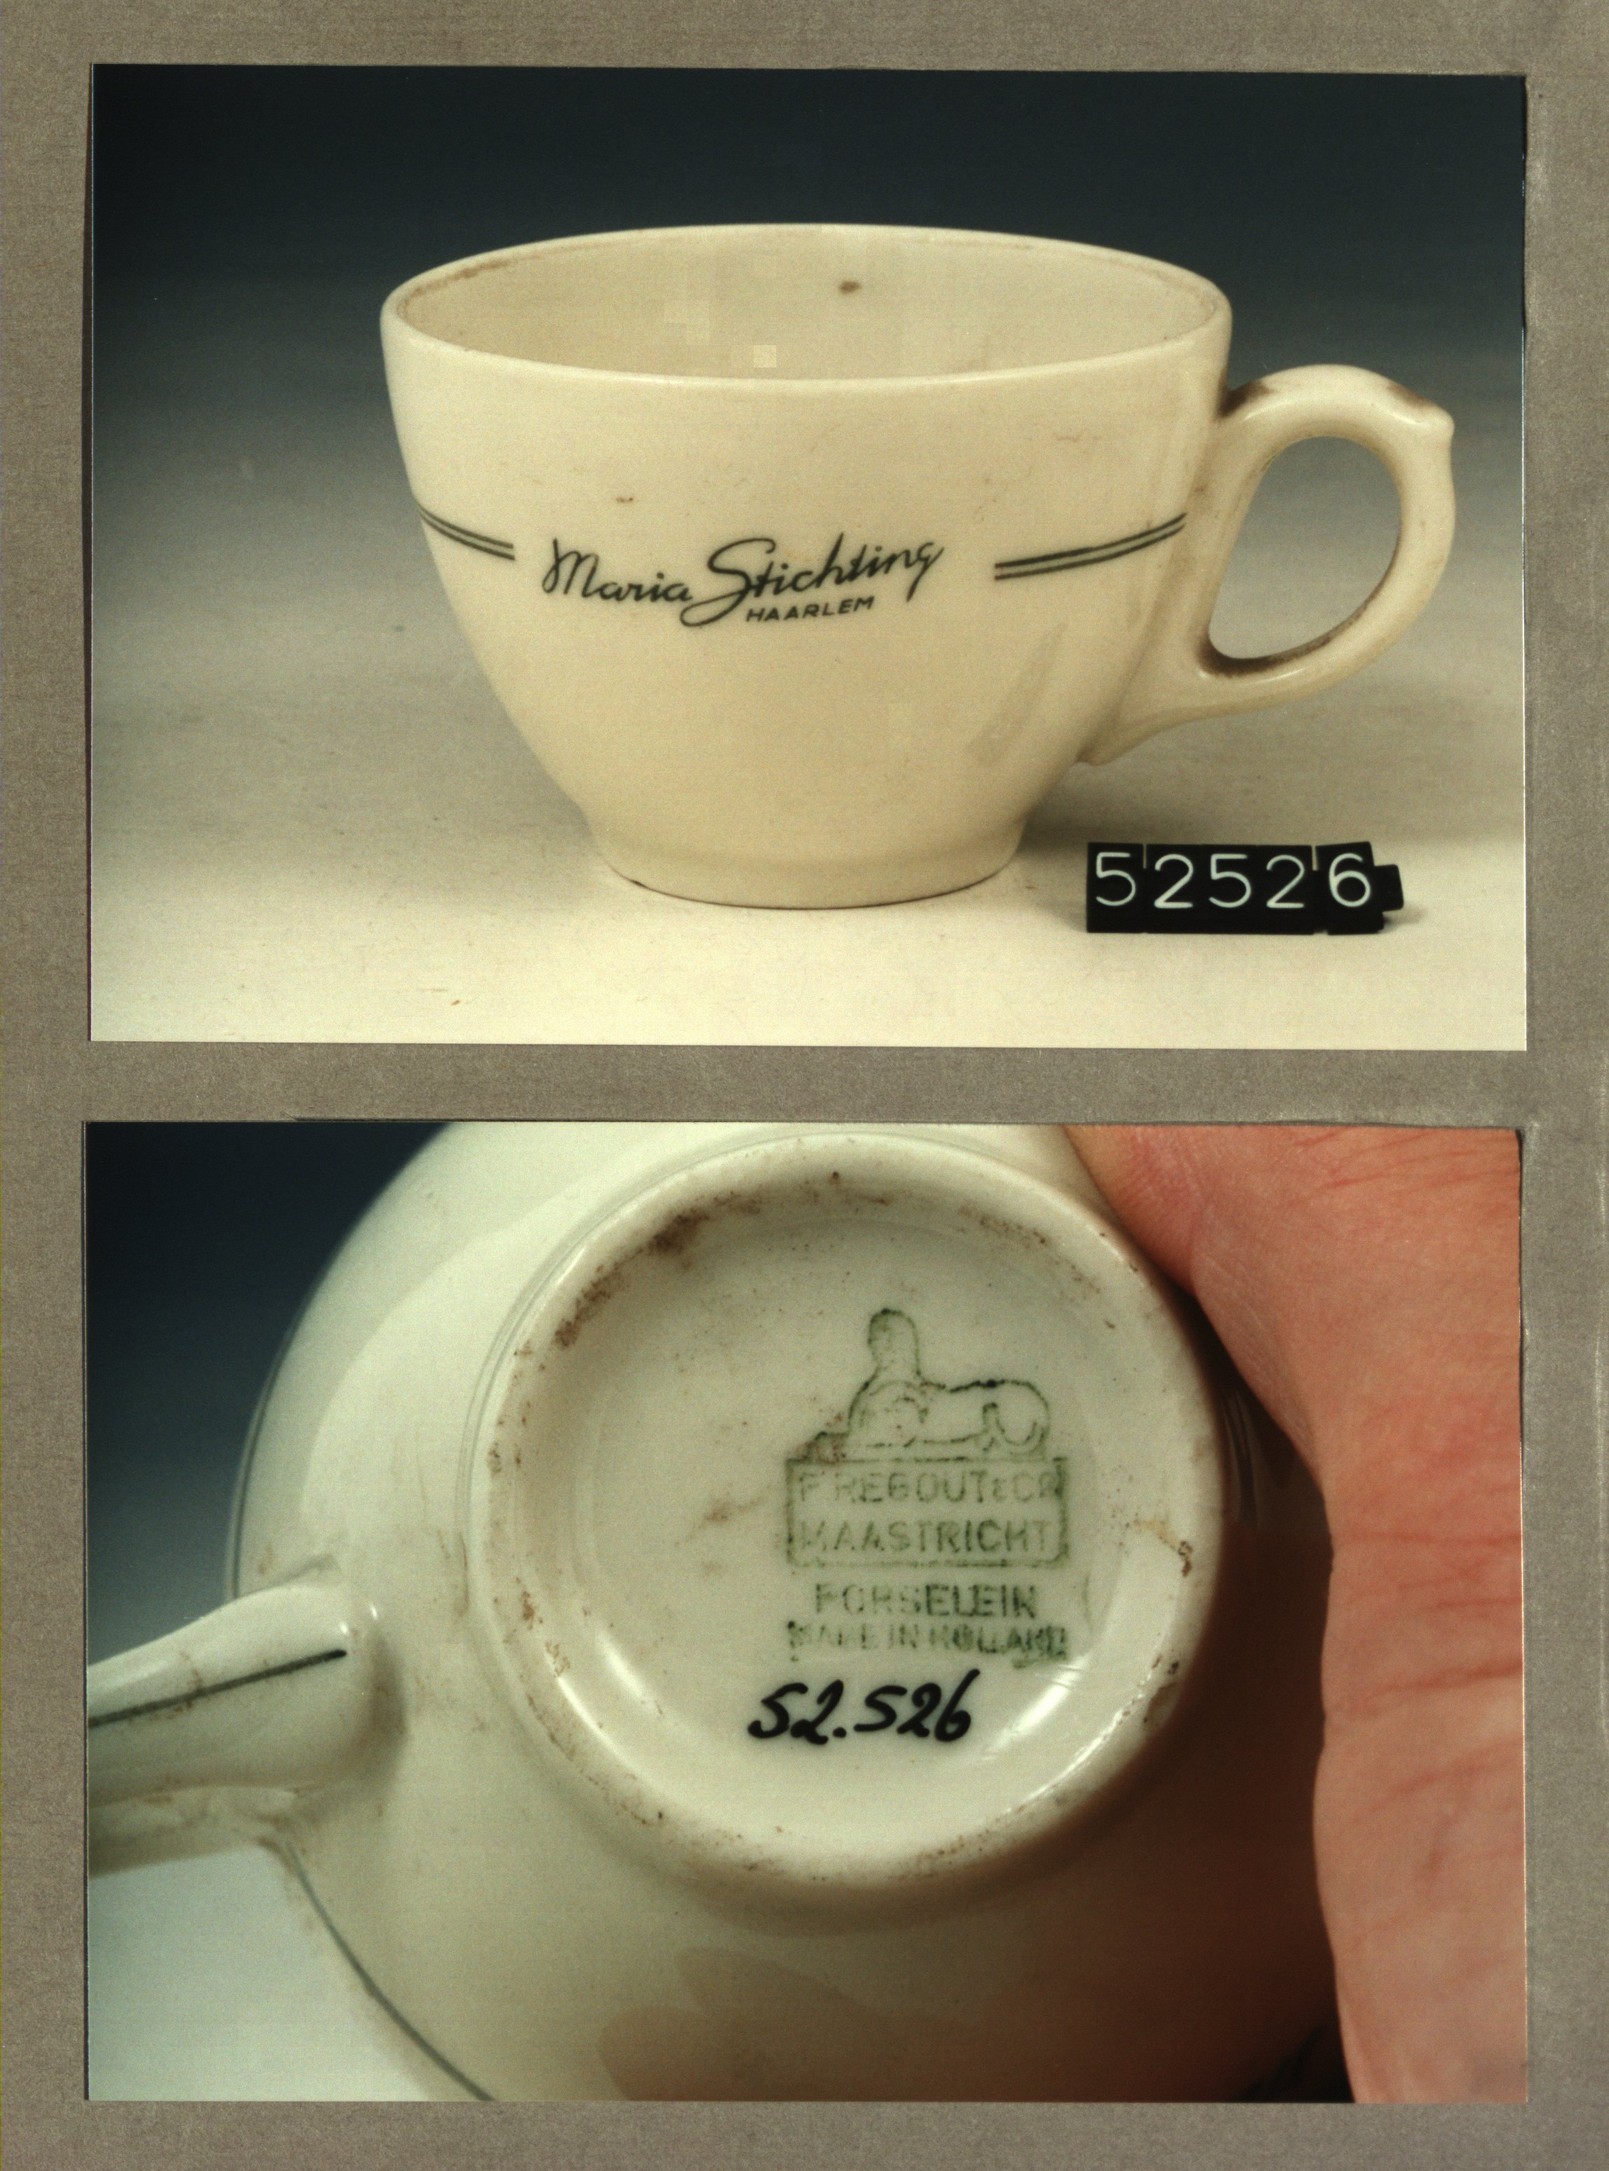 Maria Stichting
HAARLEM
52526
P. REGOUT & Co
MAASTRICHT
PORSELEIN
MADE IN HOLLAND
52.526